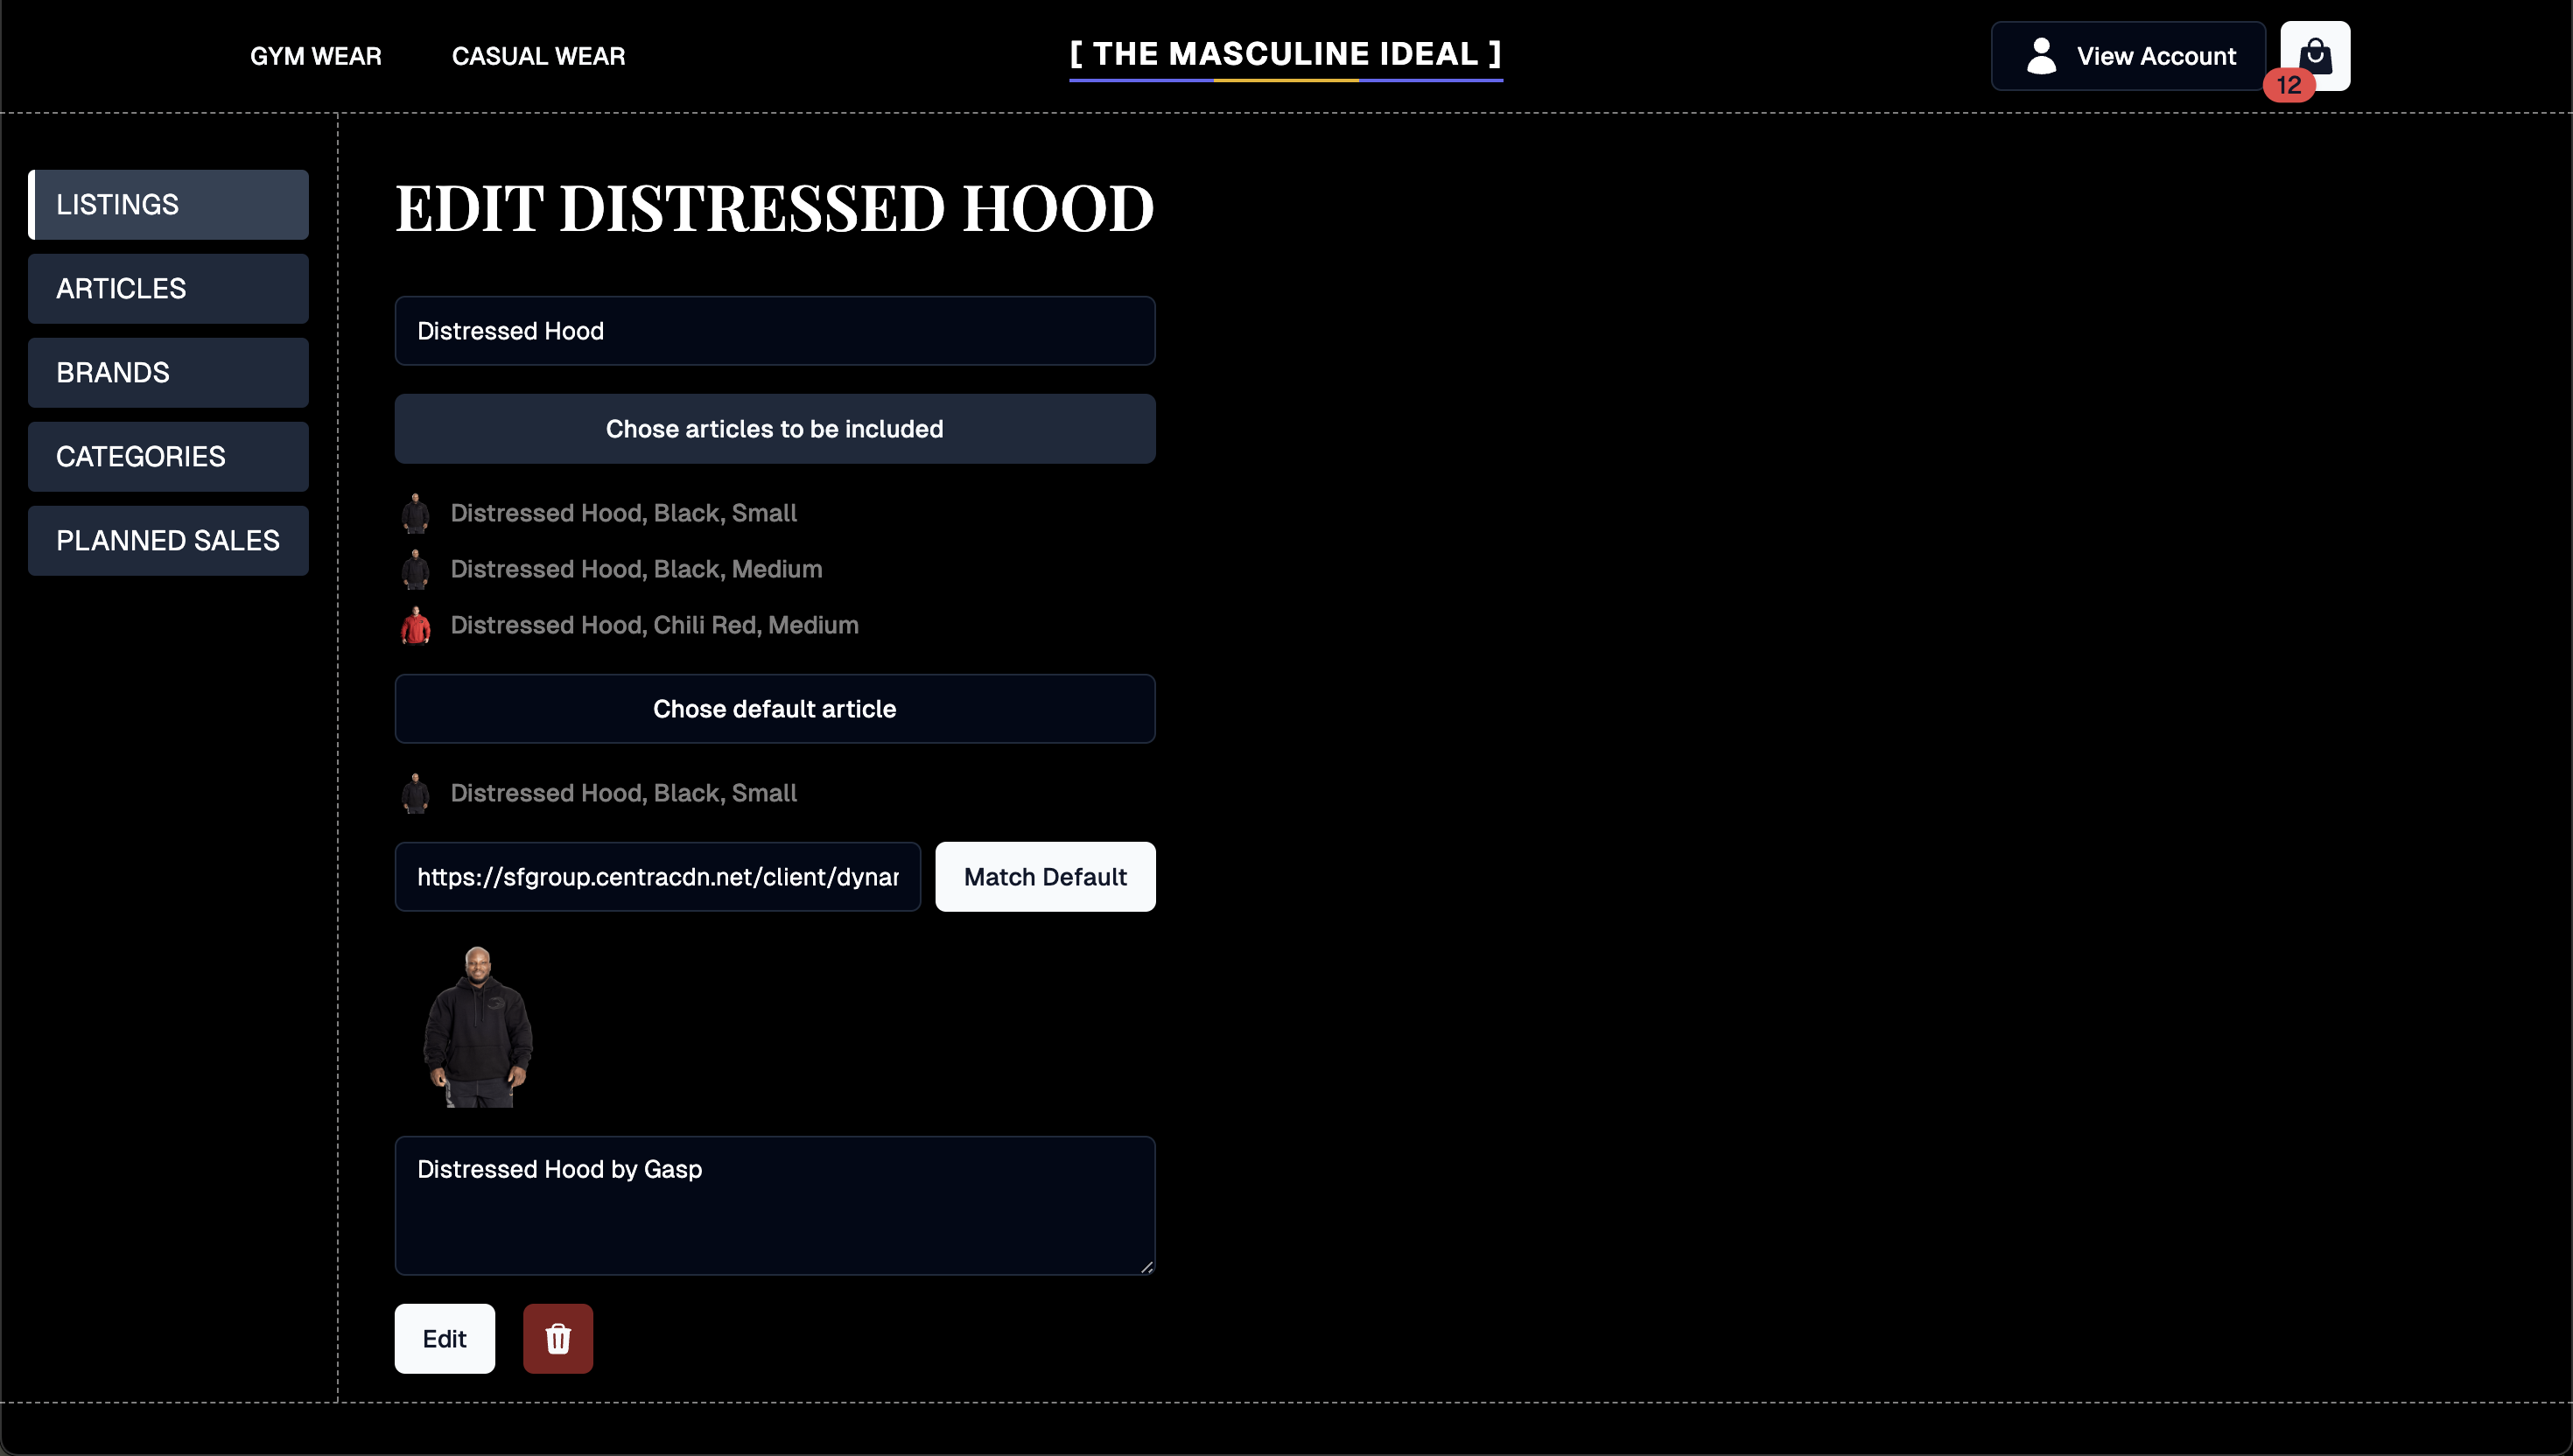 GYM WEAR
CASUAL WEAR
[ THE MASCULINE IDEAL ]
View Account
12
LISTINGS
ARTICLES
BRANDS
CATEGORIES
PLANNED SALES
EDIT DISTRESSED HOOD
Distressed Hood
Chose articles to be included
Distressed Hood, Black, Small
Distressed Hood, Black, Medium
Distressed Hood, Chili Red, Medium
Chose default article
Distressed Hood, Black, Small
https://sfgroup.centracdn.net/client/dynar
Match Default
Distressed Hood by Gasp
Edit